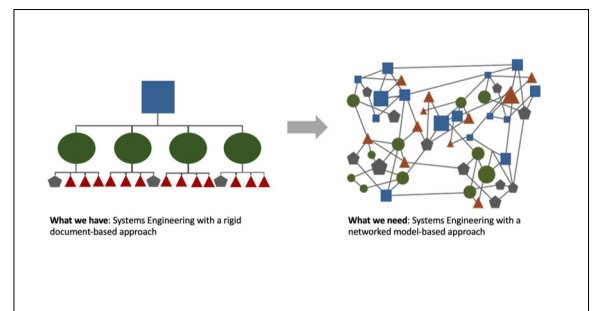 What we have: Systems Engineering with a rigid
document-based approach
What we need: Systems Engineering with a
networked model-based approach